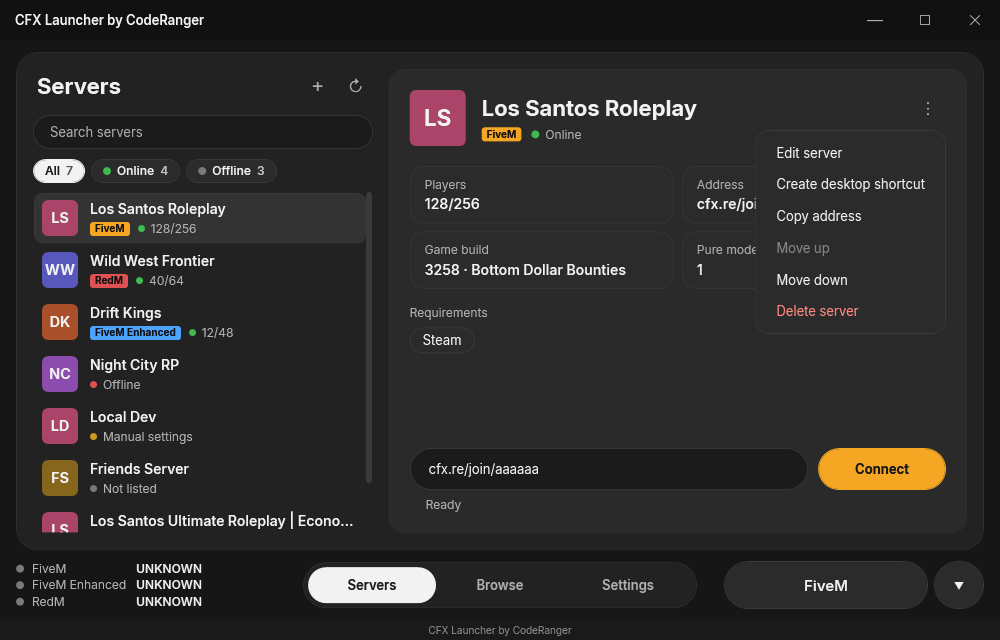 CFX Launcher by CodeRanger
Servers
Search servers
All 7
Online 4
Offline 3
LS
Los Santos Roleplay
FiveM
128/256
WW
Wild West Frontier
RedM
40/64
DK
Drift Kings
FiveM Enhanced
12/48
NC
Night City RP
Offline
LD
Local Dev
Manual settings
FS
Friends Server
Not listed
LS
Los Santos Ultimate Roleplay | Econo...
LS
Los Santos Roleplay
FiveM
Online
Players
128/256
Address
cfx.re/joi
Game build
3258 · Bottom Dollar Bounties
Pure mode
1
Requirements
Steam
Edit server
Create desktop shortcut
Copy address
Move up
Move down
Delete server
cfx.re/join/aaaaaa
Connect
Ready
FiveM UNKNOWN
FiveM Enhanced UNKNOWN
RedM UNKNOWN
Servers
Browse
Settings
FiveM
CFX Launcher by CodeRanger